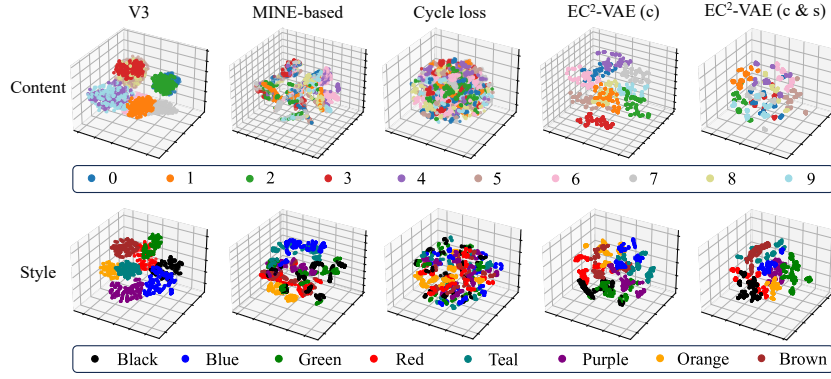 V3 MINE-based Cycle loss EC²-VAE (c) EC²-VAE (c & s)
Content
0 1 2 3 4 5 6 7 8 9
Style
Black Blue Green Red Teal Purple Orange Brown